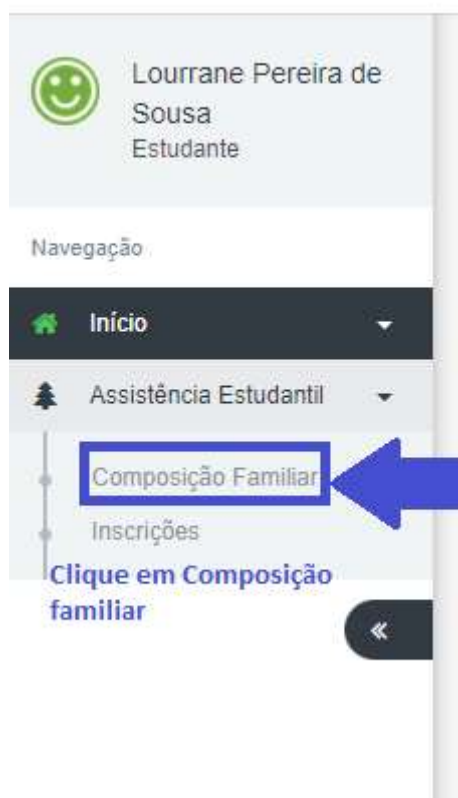 Lourrane Pereira de
Sousa
Estudante
Navegação
Início
Assistência Estudantil
Composição Familiar
Inscrições
Clique em Composição
familiar